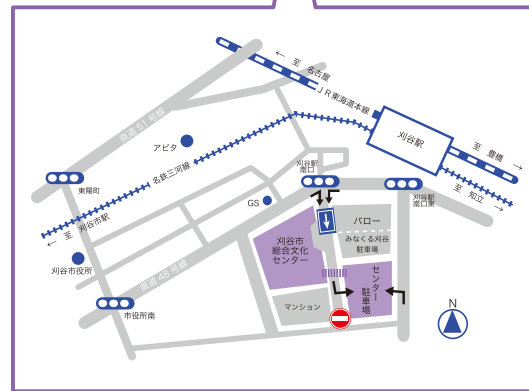 ← 至 名古屋
JR東海道本線
県道51号線
アピタ
刈谷駅
至 豊橋 →
名鉄三河線
刈谷駅
南口
東陽町
刈谷駅
南口東
至 知立 →
GS
← 至 刈谷市駅
バロー
みなくる刈谷
駐車場
刈谷市
総合文化
センター
刈谷市役所
県道48号線
センター
駐車場
市役所南
マンション
N